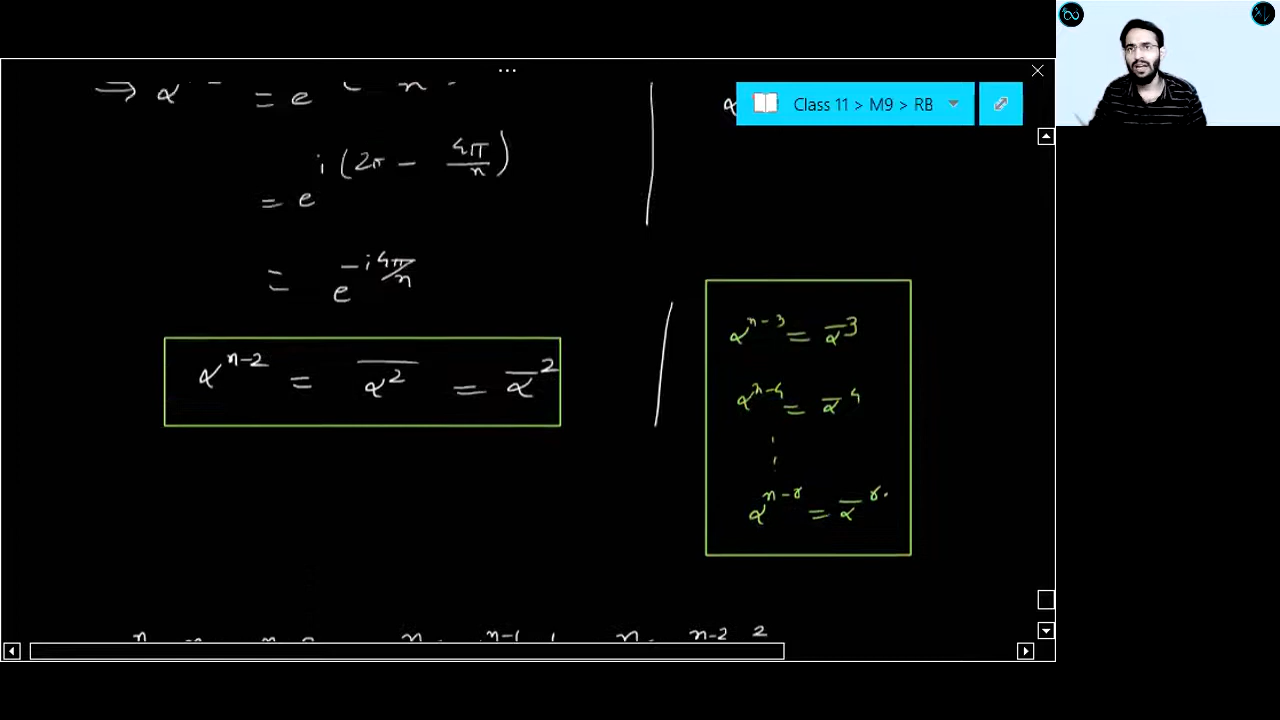 ⇒ α = e
α
Class 11 > M9 > RB
= e^{i(2π − 4π/n)}
= e^{−i4π/n}
α^{n−2} = \overline{α^2} = \overline{α}^2
α^{n−3} = \overline{α}^3
α^{n−4} = \overline{α}^4
⋮
α^{n−r} = \overline{α}^r